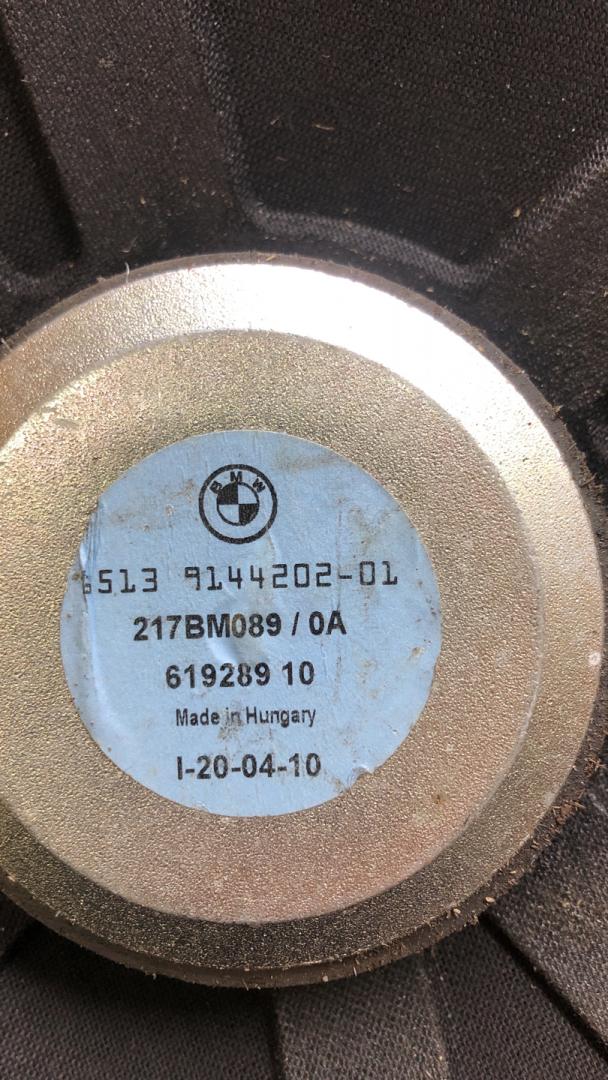 BMW
6513 9144202-01
217BM089 / 0A
619289 10
Made in Hungary
I-20-04-10